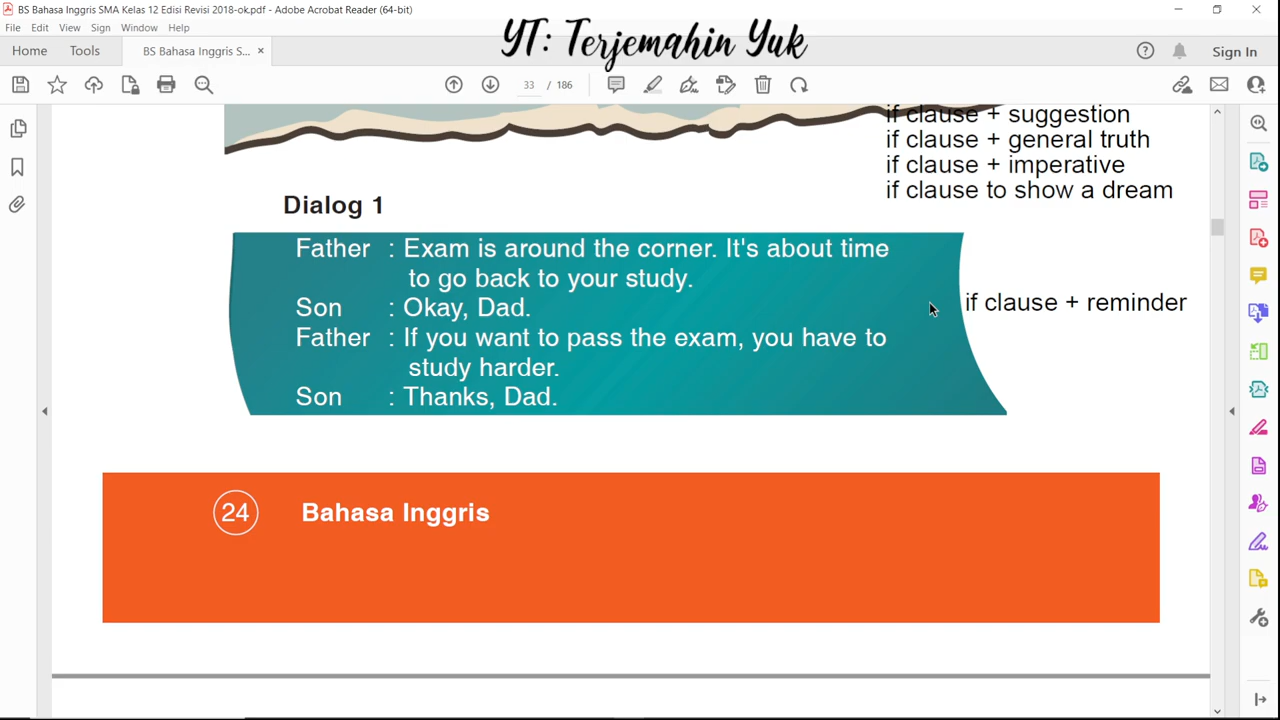 BS Bahasa Inggris SMA Kelas 12 Edisi Revisi 2018-ok.pdf - Adobe Acrobat Reader (64-bit)
File Edit View Sign Window Help
YT: Terjemahin Yuk
Home Tools BS Bahasa Inggris S... × Sign In
33 / 186
if clause + suggestion
if clause + general truth
if clause + imperative
if clause to show a dream
Dialog 1
Father : Exam is around the corner. It's about time
to go back to your study.
Son : Okay, Dad.
if clause + reminder
Father : If you want to pass the exam, you have to
study harder.
Son : Thanks, Dad.
24 Bahasa Inggris